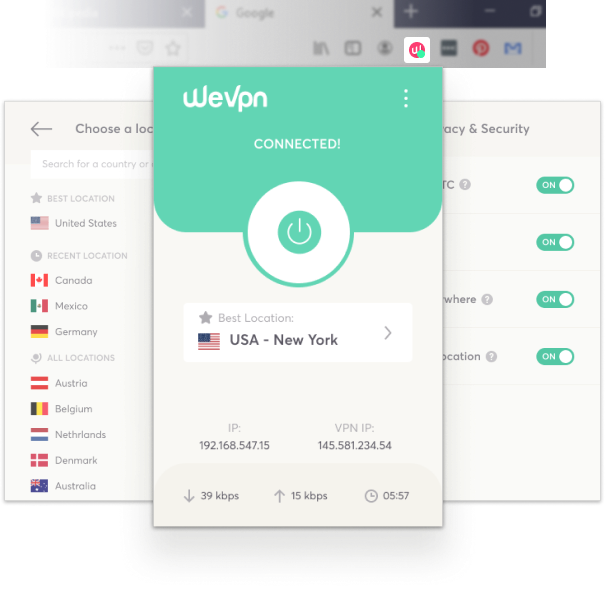 Google
WeVpn
CONNECTED!
Best Location:
USA - New York
IP:
VPN IP:
192.168.547.15
145.581.234.54
39 kbps
15 kbps
05:57
Choose a loc
Search for a country or
BEST LOCATION
United States
RECENT LOCATION
Canada
Mexico
Germany
ALL LOCATIONS
Austria
Belgium
Nethrlands
Denmark
Australia
acy & Security
TC ?
ON
ON
where ?
ON
ocation ?
ON